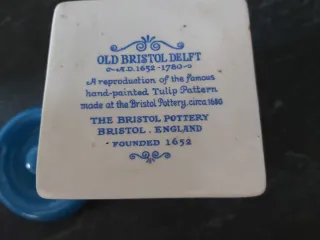 OLD BRISTOL DELFT
A.D. 1652 - 1780
A reproduction of the famous
hand-painted Tulip Pattern
made at the Bristol Pottery, circa 1680
THE BRISTOL POTTERY
BRISTOL . ENGLAND
FOUNDED 1652